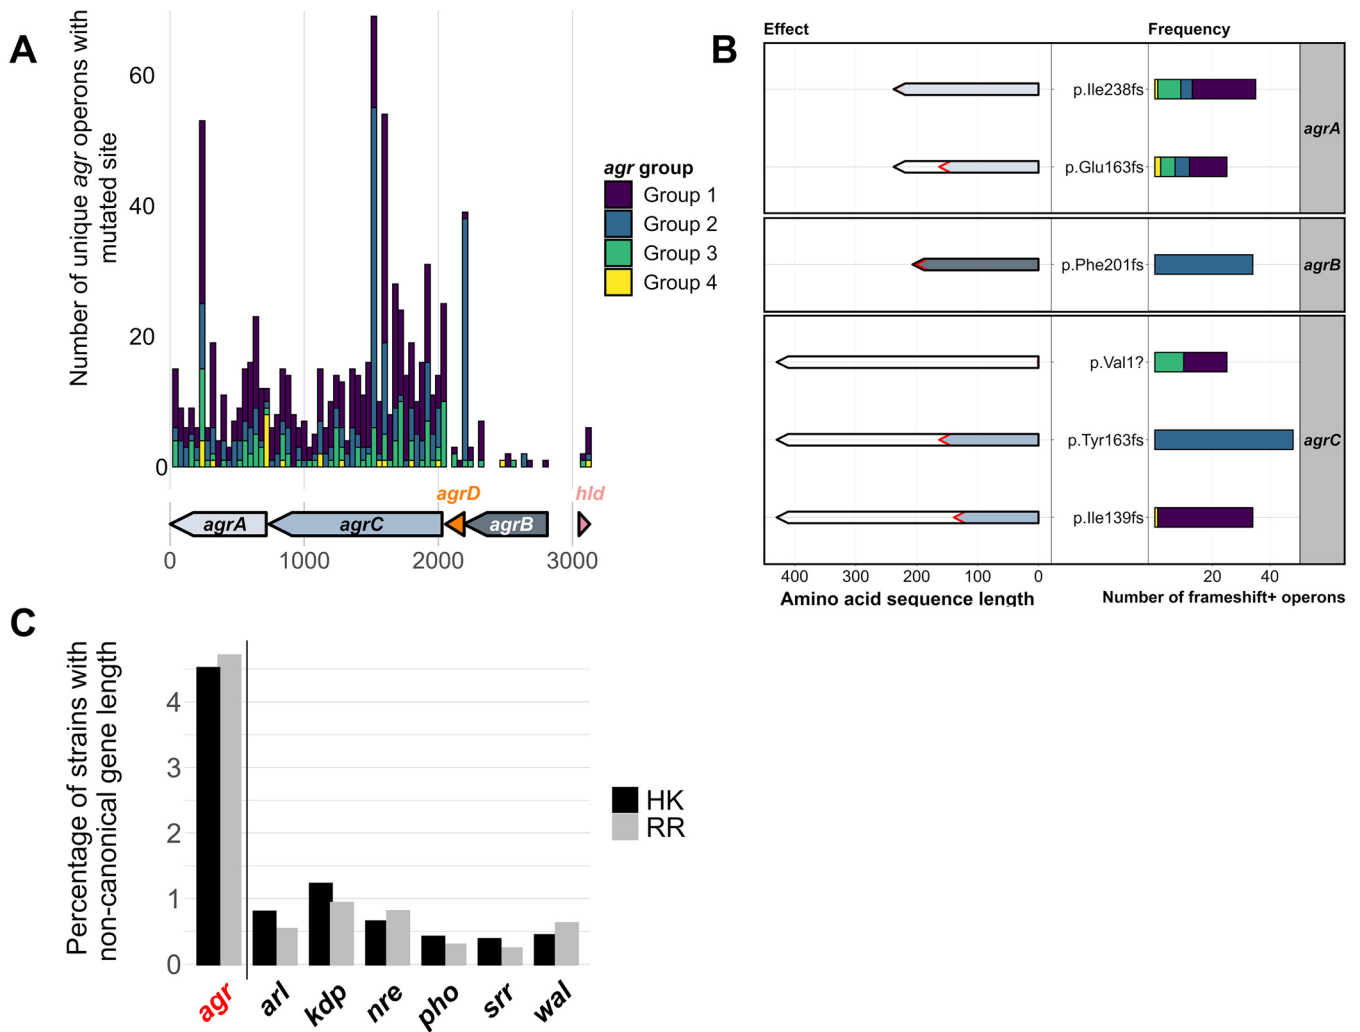 A
Number of unique agr operons with
mutated site
60
40
20
0
agr group
Group 1
Group 2
Group 3
Group 4
agrD
hld
agrA
agrC
agrB
0
1000
2000
3000
B
Effect
Frequency
p.Ile238fs
p.Glu163fs
agrA
p.Phe201fs
agrB
p.Val1?
p.Tyr163fs
p.Ile139fs
agrC
400
300
200
100
0
20
40
Amino acid sequence length
Number of frameshift+ operons
C
Percentage of strains with
non-canonical gene length
4
3
2
1
0
HK
RR
agr
arl
kdp
nre
pho
srr
wal